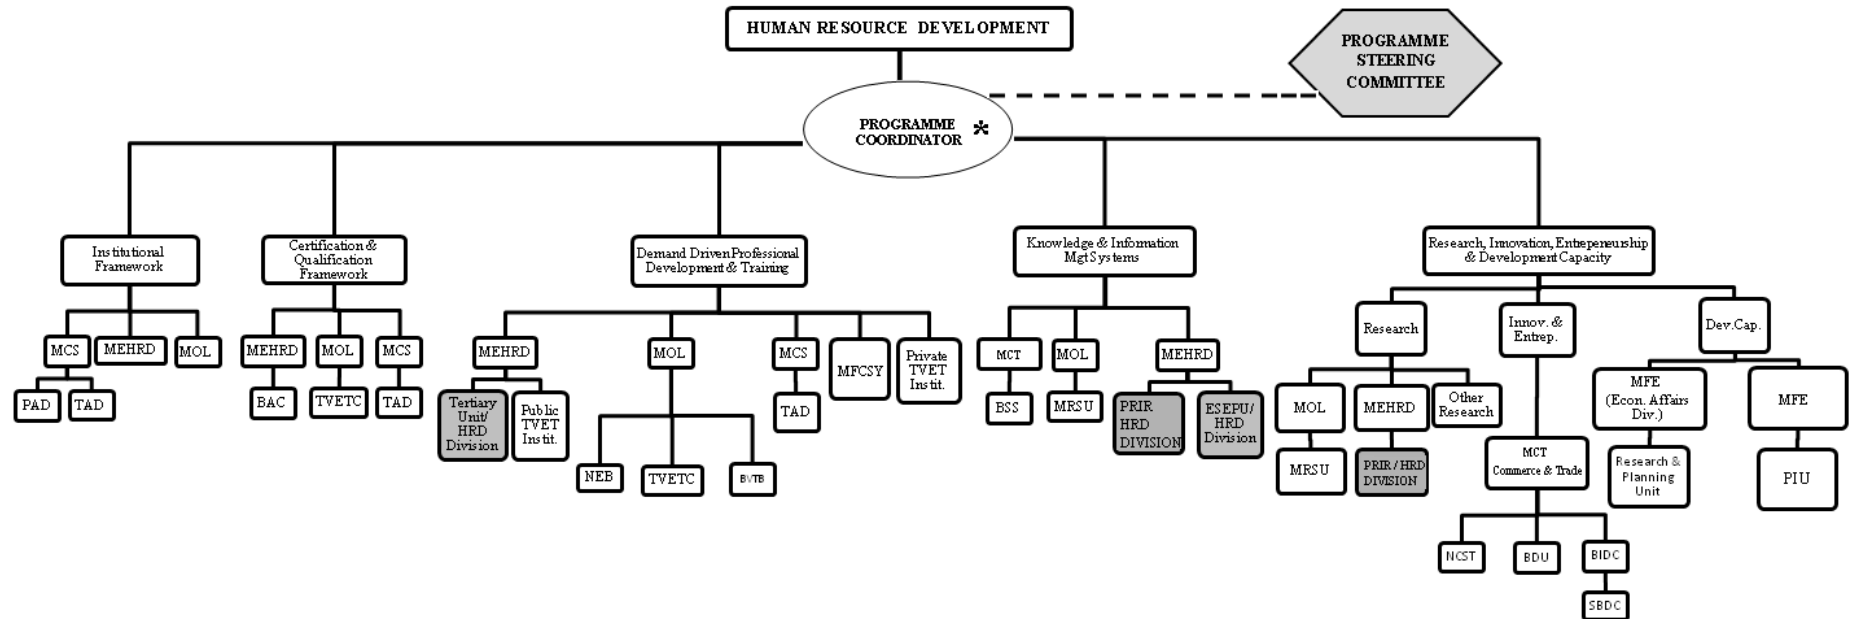 HUMAN RESOURCE DEVELOPMENT
PROGRAMME
STEERING
COMMITTEE
PROGRAMME *
COORDINATOR
Institutional
Framework
Certification &
Qualification
Framework
Demand Driven Professional
Development & Training
Knowledge & Information
Mgt Systems
Research, Innovation, Entrepeneurship
& Development Capacity
MCS
MEHRD
MOL
PAD
TAD
MEHRD
MOL
MCS
BAC
TVETC
TAD
MEHRD
MOL
MCS
MFCSY
Private
TVET
Instit.
Tertiary
Unit/
HRD
Division
Public
TVET
Instit.
TAD
NEB
TVETC
BVTB
MCT
MOL
MEHRD
BSS
MRSU
PRIR
HRD
DIVISION
ESEPU/
HRD
Division
Research
Innov. &
Entrep.
Dev.Cap.
MOL
MEHRD
Other
Research
MFE
(Econ. Affairs
Div.)
MFE
MRSU
PRIR / HRD
DIVISION
MCT
Commerce & Trade
Research &
Planning
Unit
PIU
NCST
BDU
BIDC
SBDC